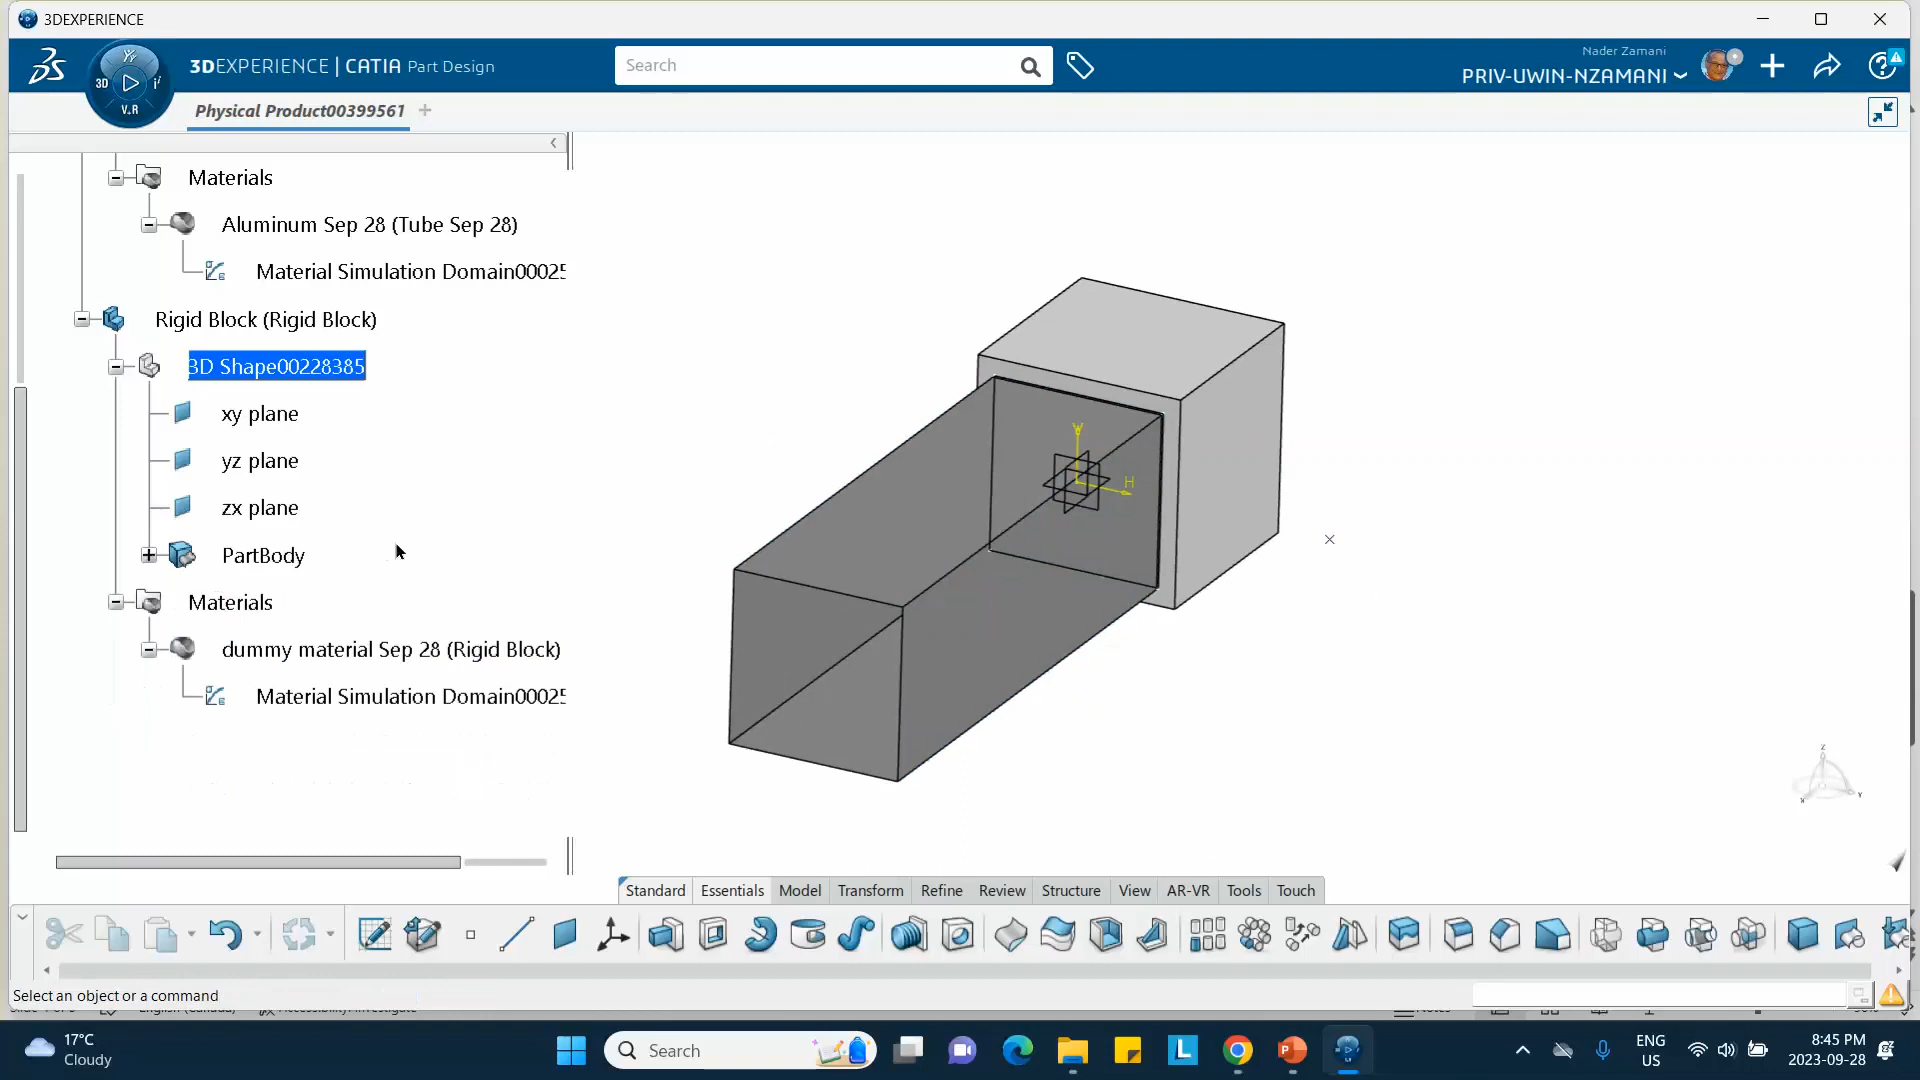 3DEXPERIENCE
3DEXPERIENCE | CATIA Part Design
3D
V.R
Search
Nader Zamani
PRIV-UWIN-NZAMANI
Physical Product00399561
Materials
Aluminum Sep 28 (Tube Sep 28)
Material Simulation Domain00025
Rigid Block (Rigid Block)
3D Shape00228385
xy plane
yz plane
zx plane
PartBody
Materials
dummy material Sep 28 (Rigid Block)
Material Simulation Domain00025
V
H
z
x
y
Standard Essentials Model Transform Refine Review Structure View AR-VR Tools Touch
Select an object or a command
17°C
Cloudy
Search
ENG
US
8:45 PM
2023-09-28